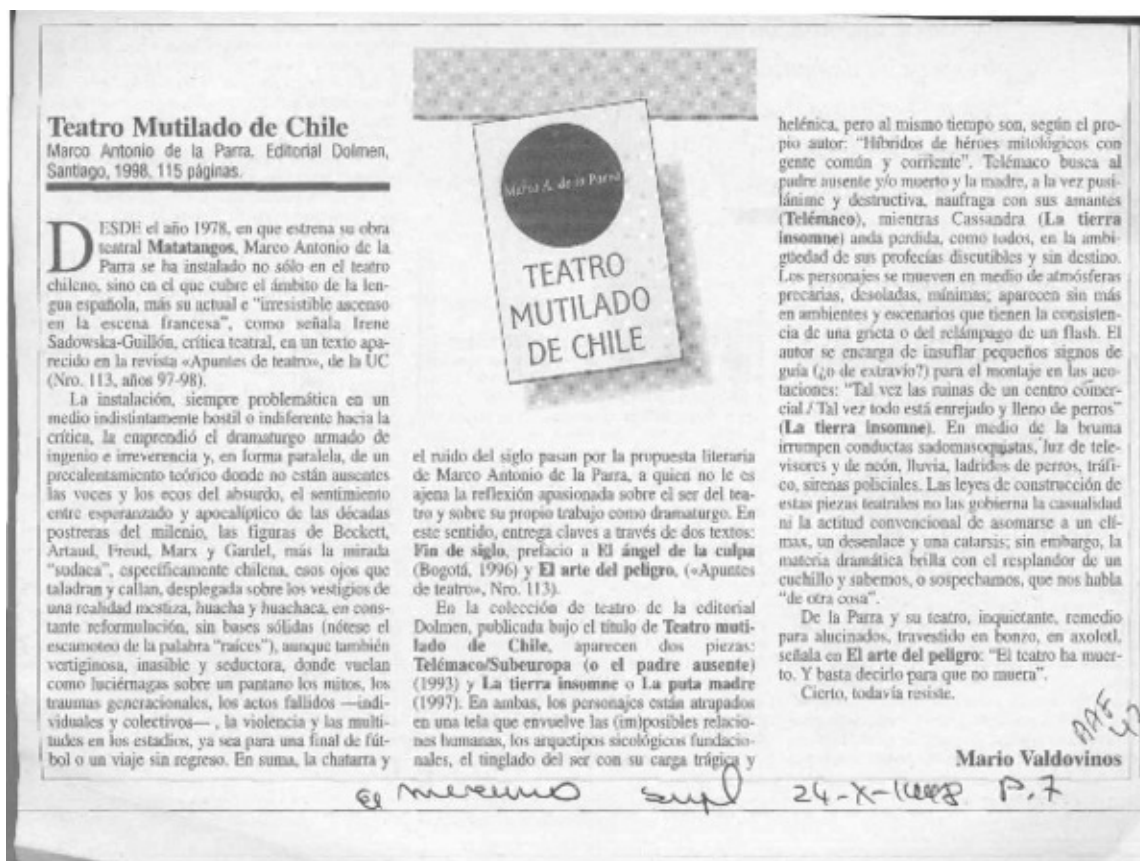 Teatro Mutilado de Chile
Marco Antonio de la Parra. Editorial Dolmen,
Santiago, 1998, 115 páginas.
DESDE el año 1978, en que estrena su obra
teatral Matatangos, Marco Antonio de la
Parra se ha instalado no sólo en el teatro
chileno, sino en el que cubre el ámbito de la len-
gua española, más su actual e "irresistible ascenso
en la escena francesa", como señala Irene
Sadowska-Guillón, crítica teatral, en un texto apa-
recido en la revista «Apuntes de teatro», de la UC
(Nro. 113, años 97-98).
La instalación, siempre problemática en un
medio indistintamente hostil o indiferente hacia la
crítica, la emprendió el dramaturgo armado de
ingenio e irreverencia y, en forma paralela, de un
precalentamiento teórico donde no están ausentes
las voces y los ecos del absurdo, el sentimiento
entre esperanzado y apocalíptico de las décadas
postreras del milenio, las figuras de Beckett,
Artaud, Freud, Marx y Gardel, más la mirada
"sudaca", específicamente chilena, esos ojos que
taladran y callan, desplegada sobre los vestigios de
una realidad mestiza, huacha y huachaca, en cons-
tante reformulación, sin bases sólidas (nótese el
escamoteo de la palabra "raíces"), aunque también
vertiginosa, inasible y seductora, donde vuelan
como luciérnagas sobre un pantano los mitos, los
traumas generacionales, los actos fallidos —indi-
viduales y colectivos— , la violencia y las multi-
tudes en los estadios, ya sea para una final de fút-
bol o un viaje sin regreso. En suma, la chatarra y
Marco A. de la Parra
TEATRO
MUTILADO
DE CHILE
el ruido del siglo pasan por la propuesta literaria
de Marco Antonio de la Parra, a quien no le es
ajena la reflexión apasionada sobre el ser del tea-
tro y sobre su propio trabajo como dramaturgo. En
este sentido, entrega claves a través de dos textos:
Fin de siglo, prefacio a El ángel de la culpa
(Bogotá, 1996) y El arte del peligro, («Apuntes
de teatro», Nro. 113).
En la colección de teatro de la editorial
Dolmen, publicada bajo el título de Teatro muti-
lado de Chile, aparecen dos piezas:
Telémaco/Subeuropa (o el padre ausente)
(1993) y La tierra insomne o La puta madre
(1997). En ambas, los personajes están atrapados
en una tela que envuelve las (im)posibles relacio-
nes humanas, los arquetipos sicológicos fundacio-
nales, el tinglado del ser con su carga trágica y
helénica, pero al mismo tiempo son, según el pro-
pio autor: "Híbridos de héroes mitológicos con
gente común y corriente". Telémaco busca al
padre ausente y/o muerto y la madre, a la vez pusi-
lánime y destructiva, naufraga con sus amantes
(Telémaco), mientras Cassandra (La tierra
insomne) anda perdida, como todos, en la ambi-
güedad de sus profecías discutibles y sin destino.
Los personajes se mueven en medio de atmósferas
precarias, desoladas, mínimas; aparecen sin más
en ambientes y escenarios que tienen la consisten-
cia de una grieta o del relámpago de un flash. El
autor se encarga de insuflar pequeños signos de
guía (¿o de extravío?) para el montaje en las aco-
taciones: "Tal vez las ruinas de un centro comer-
cial / Tal vez todo está enrejado y lleno de perros"
(La tierra insomne). En medio de la bruma
irrumpen conductas sadomasoquistas, luz de tele-
visores y de neón, lluvia, ladridos de perros, tráfi-
co, sirenas policiales. Las leyes de construcción de
estas piezas teatrales no las gobierna la casualidad
ni la actitud convencional de asomarse a un clí-
max, un desenlace y una catarsis; sin embargo, la
materia dramática brilla con el resplandor de un
cuchillo y sabemos, o sospechamos, que nos habla
"de otra cosa".
De la Parra y su teatro, inquietante, remedio
para alucinados, travestido en bonzo, en axolotl,
señala en El arte del peligro: "El teatro ha muer-
to. Y basta decirlo para que no muera".
Cierto, todavía resiste.
Mario Valdovinos
AAE
El mercurio supl 24-X-1998 P.7